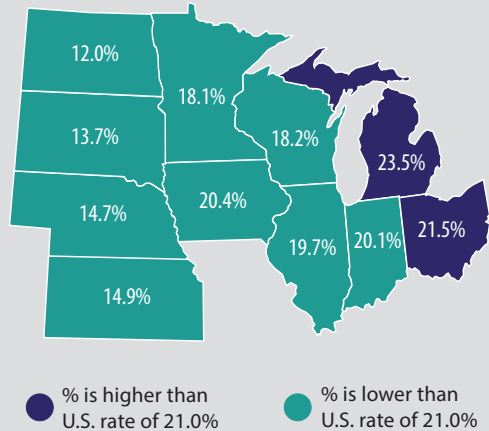 12.0%
18.1%
13.7%
18.2%
23.5%
14.7%
20.4%
19.7%
20.1%
21.5%
14.9%
% is higher than
U.S. rate of 21.0%
% is lower than
U.S. rate of 21.0%